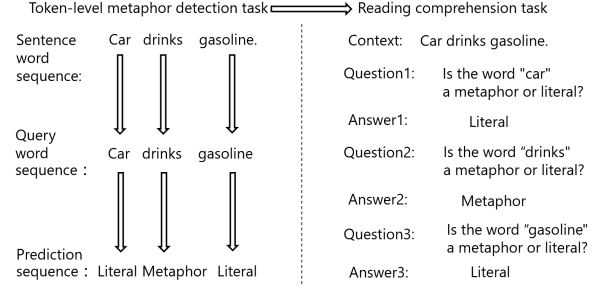 Token-level metaphor detection task
Reading comprehension task
Sentence
word
sequence:
Car drinks gasoline.
Query
word
sequence :
Car drinks gasoline
Prediction
sequence : Literal Metaphor Literal
Context: Car drinks gasoline.
Question1: Is the word "car"
a metaphor or literal?
Answer1: Literal
Question2: Is the word “drinks"
a metaphor or literal?
Answer2: Metaphor
Question3: Is the word “gasoline"
a metaphor or literal?
Answer3: Literal